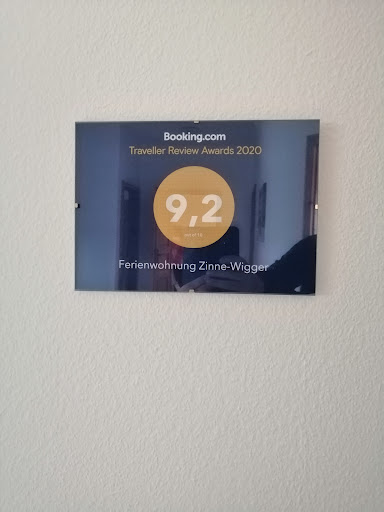 Booking.com
Traveller Review Awards 2020
9,2
Ferienwohnung Zinne-Wigger